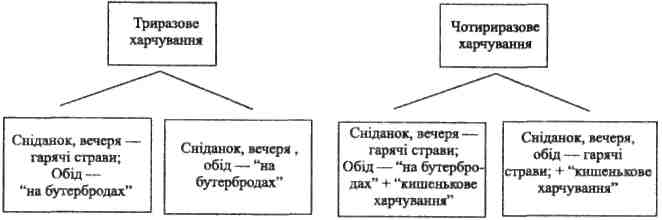 Триразове
харчування
Чотириразове
харчування
Сніданок, вечеря —
гарячі страви;
Обід —
"на бутербродах"
Сніданок, вечеря ,
обід — "на
бутербродах"
Сніданок, вечеря —
гарячі страви;
Обід — "на бутербро-
дах" + "кишенькове
харчування"
Сніданок, вечеря,
обід — гарячі
страви; + "кишенькове
харчування"